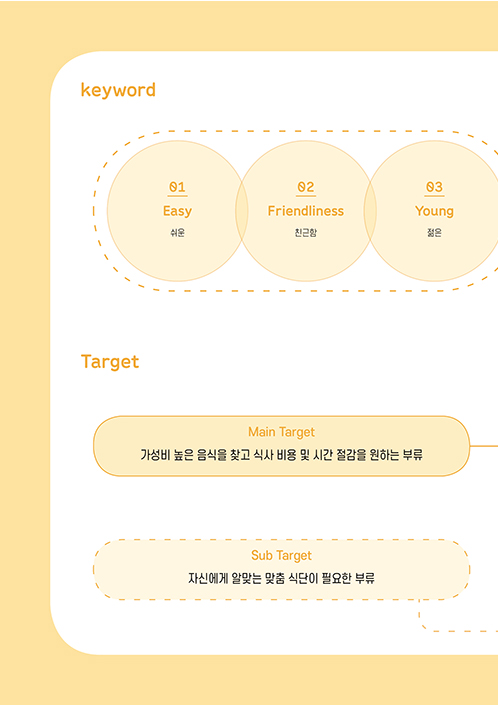 keyword
01
Easy
쉬운
02
Friendliness
친근함
03
Young
젊은
Target
Main Target
가성비 높은 음식을 찾고 식사 비용 및 시간 절감을 원하는 부류
Sub Target
자신에게 알맞는 맞춤 식단이 필요한 부류